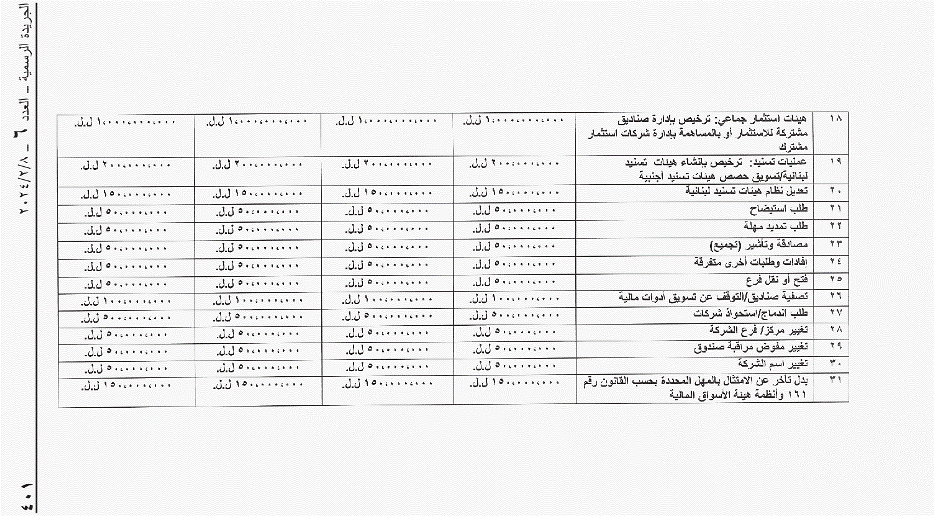 الجريدة الرسمية – العدد ٦ – ٢٠٢٤/٢/٨
١٨ هيئات استثمار جماعي: ترخيص بإدارة صناديق ١،٠٠٠،٠٠٠،٠٠٠ ل.ل. ١،٠٠٠،٠٠٠،٠٠٠ ل.ل. ١،٠٠٠،٠٠٠،٠٠٠ ل.ل. ١،٠٠٠،٠٠٠،٠٠٠ ل.ل.
مشتركة للاستثمار أو بالمساهمة بإدارة شركات استثمار
مشترك
١٩ عمليات تسنيد: ترخيص بإنشاء هيئات تسنيد ٢٠٠،٠٠٠،٠٠٠ ل.ل. ٢٠٠،٠٠٠،٠٠٠ ل.ل. ٢٠٠،٠٠٠،٠٠٠ ل.ل. ٢٠٠،٠٠٠،٠٠٠ ل.ل.
لبنانية/تسويق حصص هيئات تسنيد أجنبية
٢٠ تعديل نظام هيئات تسنيد لبنانية ١٥٠،٠٠٠،٠٠٠ ل.ل. ١٥٠،٠٠٠،٠٠٠ ل.ل. ١٥٠،٠٠٠،٠٠٠ ل.ل. ١٥٠،٠٠٠،٠٠٠ ل.ل.
٢١ طلب استيضاح ٥٠،٠٠٠،٠٠٠ ل.ل. ٥٠،٠٠٠،٠٠٠ ل.ل. ٥٠،٠٠٠،٠٠٠ ل.ل. ٥٠،٠٠٠،٠٠٠ ل.ل.
٢٢ طلب تمديد مهلة ٥٠،٠٠٠،٠٠٠ ل.ل. ٥٠،٠٠٠،٠٠٠ ل.ل. ٥٠،٠٠٠،٠٠٠ ل.ل. ٥٠،٠٠٠،٠٠٠ ل.ل.
٢٣ مصادقة وتأشير (تجميع) ٥٠،٠٠٠،٠٠٠ ل.ل. ٥٠،٠٠٠،٠٠٠ ل.ل. ٥٠،٠٠٠،٠٠٠ ل.ل. ٥٠،٠٠٠،٠٠٠ ل.ل.
٢٤ افادات وطلبات أخرى متفرقة ٥٠،٠٠٠،٠٠٠ ل.ل. ٥٠،٠٠٠،٠٠٠ ل.ل. ٥٠،٠٠٠،٠٠٠ ل.ل. ٥٠،٠٠٠،٠٠٠ ل.ل.
٢٥ فتح أو نقل فرع ٥٠،٠٠٠،٠٠٠ ل.ل. ٥٠،٠٠٠،٠٠٠ ل.ل. ٥٠،٠٠٠،٠٠٠ ل.ل. ٥٠،٠٠٠،٠٠٠ ل.ل.
٢٦ تصفية صناديق/التوقف عن تسويق أدوات مالية ١٠٠،٠٠٠،٠٠٠ ل.ل. ١٠٠،٠٠٠،٠٠٠ ل.ل. ١٠٠،٠٠٠،٠٠٠ ل.ل. ١٠٠،٠٠٠،٠٠٠ ل.ل.
٢٧ طلب اندماج/استحواذ شركات ٥٠،٠٠٠،٠٠٠ ل.ل. ٥٠،٠٠٠،٠٠٠ ل.ل. ٥٠،٠٠٠،٠٠٠ ل.ل. ٥٠،٠٠٠،٠٠٠ ل.ل.
٢٨ تغيير مركز/ فرع الشركة ٥٠،٠٠٠،٠٠٠ ل.ل. ٥٠،٠٠٠،٠٠٠ ل.ل. ٥٠،٠٠٠،٠٠٠ ل.ل. ٥٠،٠٠٠،٠٠٠ ل.ل.
٢٩ تغيير مفوض مراقبة صندوق ٥٠،٠٠٠،٠٠٠ ل.ل. ٥٠،٠٠٠،٠٠٠ ل.ل. ٥٠،٠٠٠،٠٠٠ ل.ل. ٥٠،٠٠٠،٠٠٠ ل.ل.
٣٠ تغيير اسم الشركة ٥٠،٠٠٠،٠٠٠ ل.ل. ٥٠،٠٠٠،٠٠٠ ل.ل. ٥٠،٠٠٠،٠٠٠ ل.ل. ٥٠،٠٠٠،٠٠٠ ل.ل.
٣١ بدل تأخر عن الامتثال بالمهل المحددة بحسب القانون رقم ١٥٠،٠٠٠،٠٠٠ ل.ل. ١٥٠،٠٠٠،٠٠٠ ل.ل. ١٥٠،٠٠٠،٠٠٠ ل.ل. ١٥٠،٠٠٠،٠٠٠ ل.ل.
١٦١ وأنظمة هيئة الأسواق المالية
٤٠١